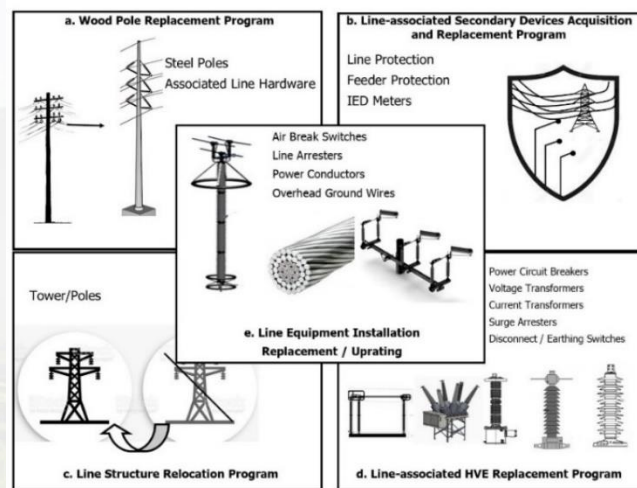 a. Wood Pole Replacement Program
Steel Poles
Associated Line Hardware
b. Line-associated Secondary Devices Acquisition
and Replacement Program
Line Protection
Feeder Protection
IED Meters
Air Break Switches
Line Arresters
Power Conductors
Overhead Ground Wires
e. Line Equipment Installation
Replacement / Uprating
Tower/Poles
c. Line Structure Relocation Program
Power Circuit Breakers
Voltage Transformers
Current Transformers
Surge Arresters
Disconnect / Earthing Switches
d. Line-associated HVE Replacement Program